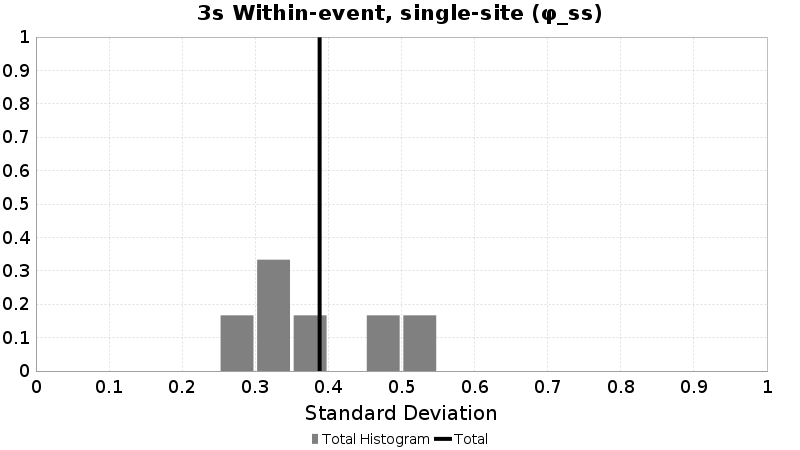 3s Within-event, single-site (φ_ss)
1
0.9
0.8
0.7
0.6
0.5
0.4
0.3
0.2
0.1
0
0 0.1 0.2 0.3 0.4 0.5 0.6 0.7 0.8 0.9 1
Standard Deviation
Total Histogram Total